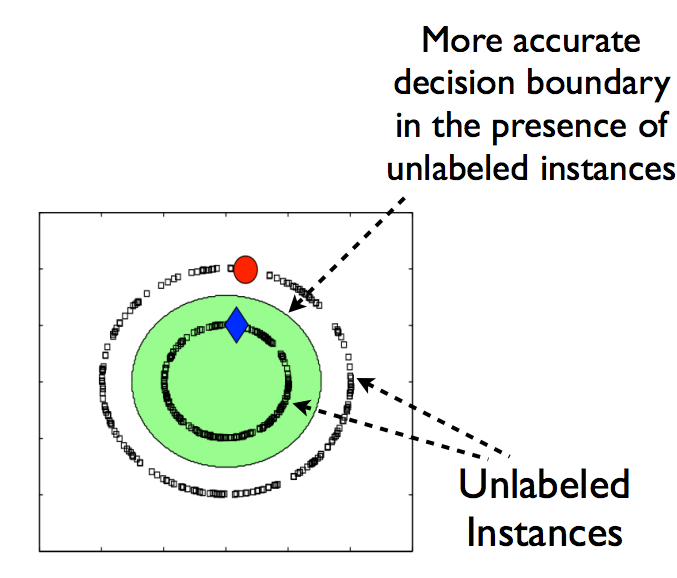 More accurate
decision boundary
in the presence of
unlabeled instances
Unlabeled
Instances